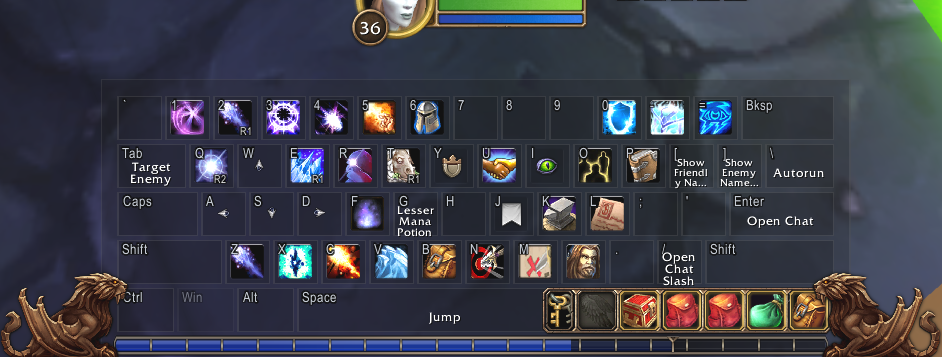 36
` 1 2 3 4 5 6 7 8 9 0 - = Bksp
R1
Tab Q W E R T Y U I O P [ ] \
Target
Enemy
R2 R1 R1
Show
Friendl
y Na...
Show
Enemy
Name...
Autorun
Caps A S D F G H J K L ; ' Enter
Lesser
Mana
Potion
Open Chat
Shift Z X C V B N M . / Shift
Open
Chat
Slash
Ctrl Win Alt Space
Jump